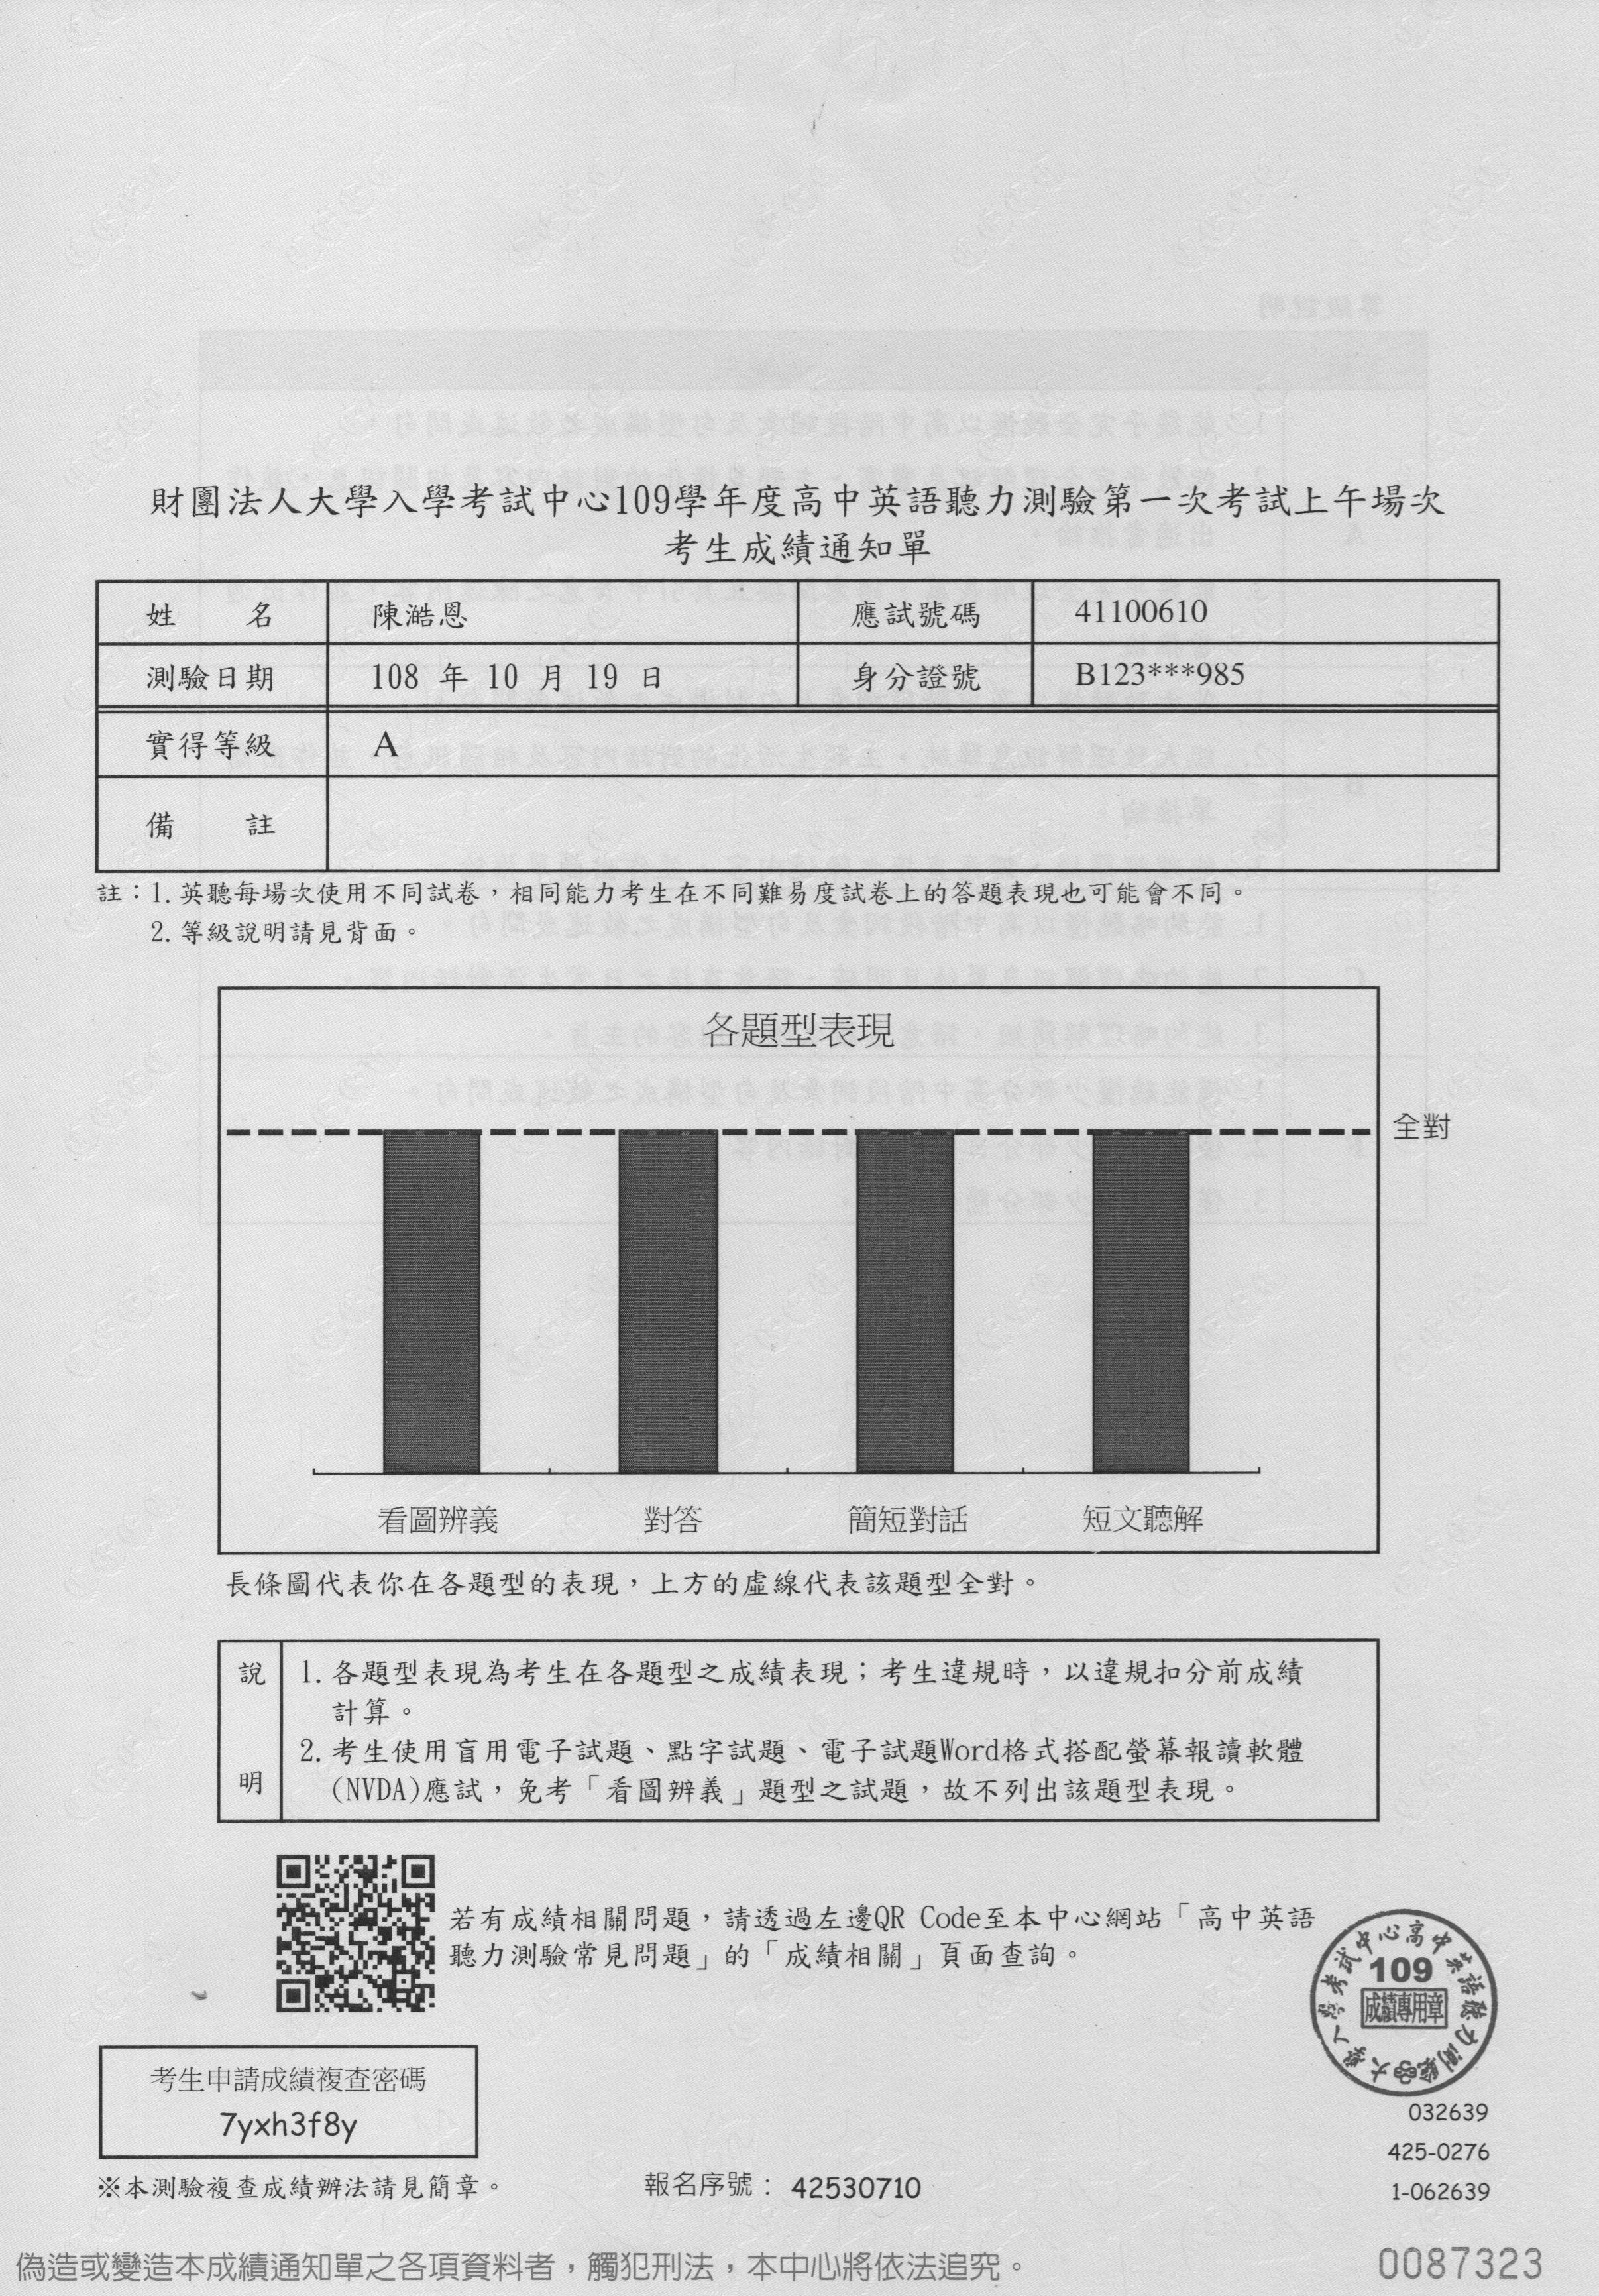 財團法人大學入學考試中心109學年度高中英語聽力測驗第一次考試上午場次
考生成績通知單
姓 名 陳澔恩 應試號碼 41100610
測驗日期 108 年 10 月 19 日 身分證號 B123***985
實得等級 A
備 註
註：1. 英聽每場次使用不同試卷，相同能力考生在不同難易度試卷上的答題表現也可能會不同。
2. 等級說明請見背面。
各題型表現
全對
看圖辨義 對答 簡短對話 短文聽解
長條圖代表你在各題型的表現，上方的虛線代表該題型全對。
說明
1. 各題型表現為考生在各題型之成績表現；考生違規時，以違規扣分前成績
計算。
2. 考生使用盲用電子試題、點字試題、電子試題Word格式搭配螢幕報讀軟體
(NVDA)應試，免考「看圖辨義」題型之試題，故不列出該題型表現。
若有成績相關問題，請透過左邊QR Code至本中心網站「高中英語
聽力測驗常見問題」的「成績相關」頁面查詢。
大學入學考試中心高中英語聽力測驗
109
成績專用章
考生申請成績複查密碼
7yxh3f8y
032639
425-0276
1-062639
※本測驗複查成績辦法請見簡章。
報名序號： 42530710
偽造或變造本成績通知單之各項資料者，觸犯刑法，本中心將依法追究。
0087323